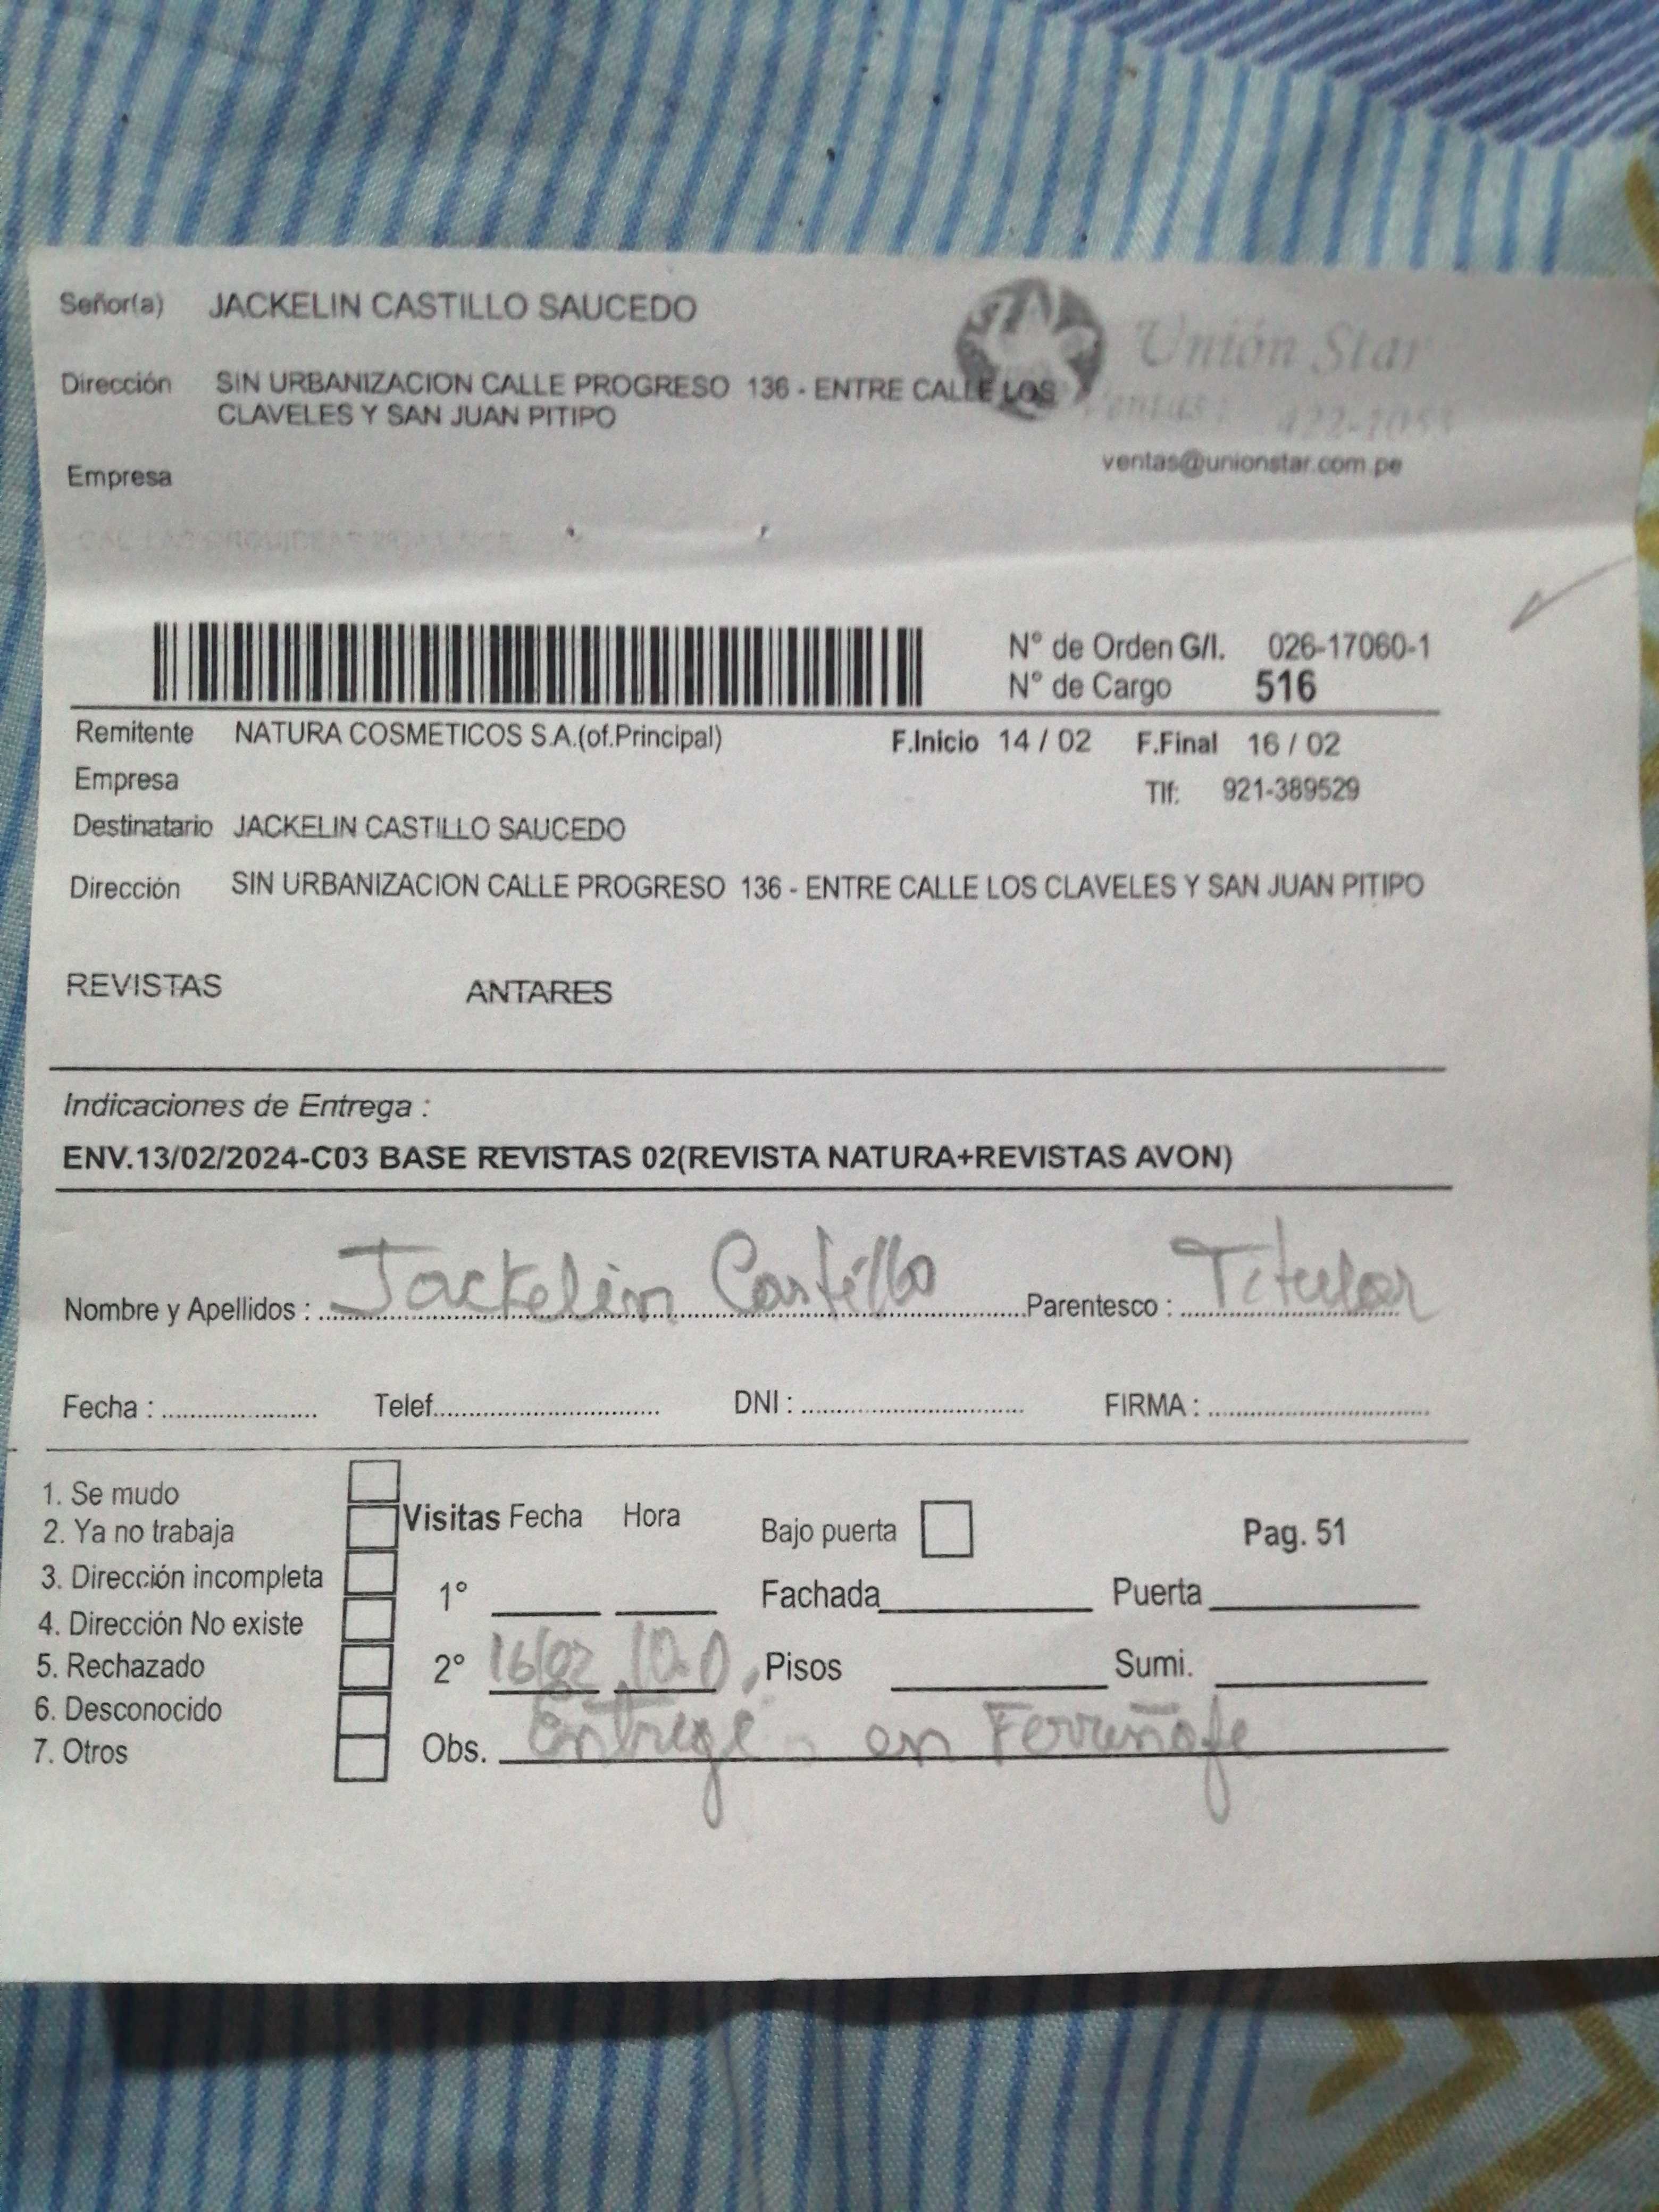 Señor(a) JACKELIN CASTILLO SAUCEDO
Unión Star
Dirección SIN URBANIZACION CALLE PROGRESO 136 - ENTRE CALLE LOS
CLAVELES Y SAN JUAN PITIPO
Ventas: 422-105
ventas@unionstar.com.pe
Empresa
N° de Orden G/I. 026-17060-1
N° de Cargo 516
Remitente NATURA COSMETICOS S.A.(of.Principal) F.Inicio 14 / 02 F.Final 16 / 02
Empresa
Tlf: 921-389529
Destinatario JACKELIN CASTILLO SAUCEDO
Dirección SIN URBANIZACION CALLE PROGRESO 136 - ENTRE CALLE LOS CLAVELES Y SAN JUAN PITIPO
REVISTAS ANTARES
Indicaciones de Entrega :
ENV.13/02/2024-C03 BASE REVISTAS 02(REVISTA NATURA+REVISTAS AVON)
Nombre y Apellidos : Jackelin Castillo Parentesco : Titular
Fecha : Telef. DNI : FIRMA :
1. Se mudo
2. Ya no trabaja
3. Dirección incompleta
4. Dirección No existe
5. Rechazado
6. Desconocido
7. Otros
Visitas Fecha Hora
1°
2° 16/02
Bajo puerta
Pag. 51
Fachada Puerta
Pisos Sumi.
Obs. Entregé en Ferreñafe